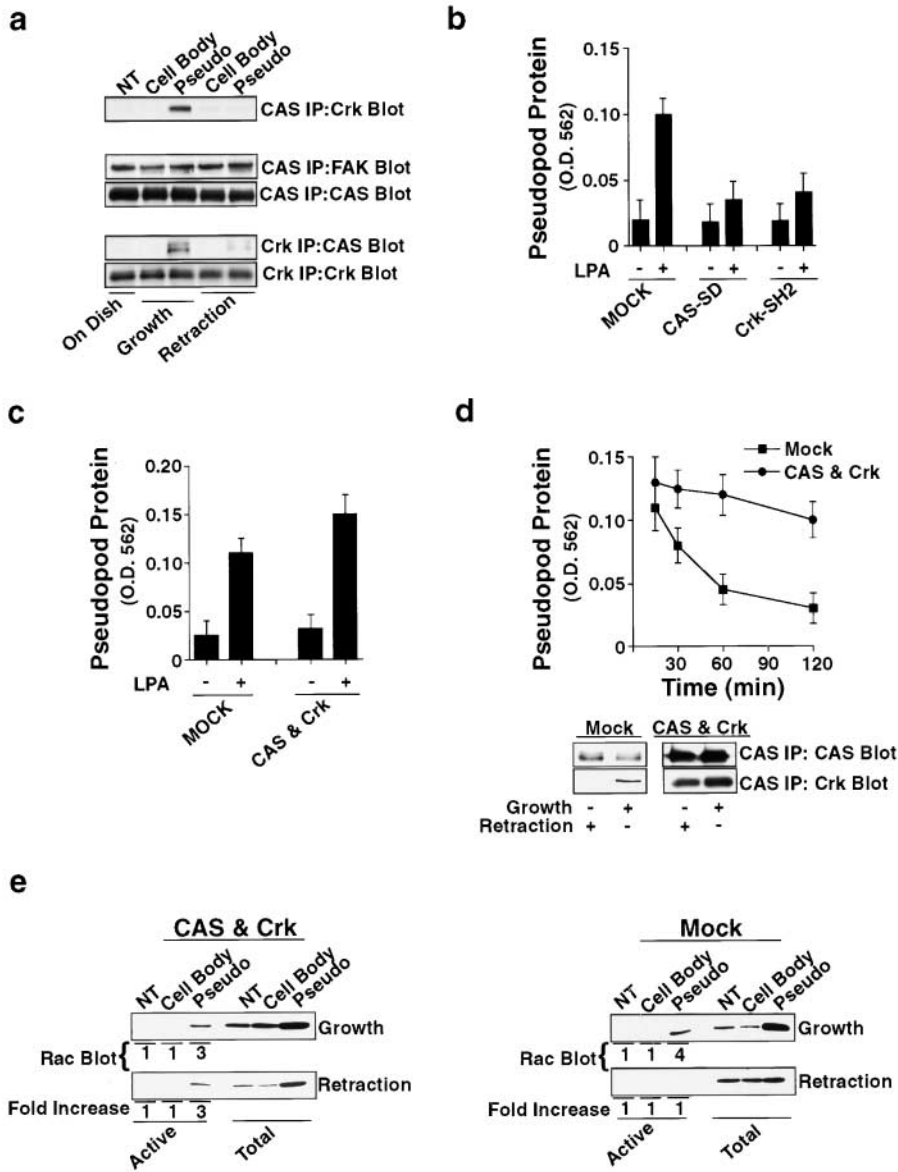 a
NT
Cell Body
Pseudo
Cell Body
Pseudo
CAS IP:Crk Blot
CAS IP:FAK Blot
CAS IP:CAS Blot
Crk IP:CAS Blot
Crk IP:Crk Blot
On Dish
Growth
Retraction
b
Pseudopod Protein
(O.D. 562)
0.15
0.10
0.05
0
LPA - + - + - +
MOCK
CAS-SD
Crk-SH2
c
Pseudopod Protein
(O.D. 562)
0.20
0.15
0.10
0.05
0
LPA - + - +
MOCK
CAS & Crk
d
Pseudopod Protein
(O.D. 562)
0.15
0.10
0.05
0
Mock
CAS & Crk
30 60 90 120
Time (min)
Mock CAS & Crk
CAS IP: CAS Blot
CAS IP: Crk Blot
Growth - + - +
Retraction + - + -
e
CAS & Crk
NT
Cell Body
Pseudo
NT
Cell Body
Pseudo
Growth
Rac Blot { 1 1 3
Retraction
Fold Increase 1 1 3
Active Total
Mock
NT
Cell Body
Pseudo
NT
Cell Body
Pseudo
Growth
Rac Blot { 1 1 4
Retraction
Fold Increase 1 1 1
Active Total